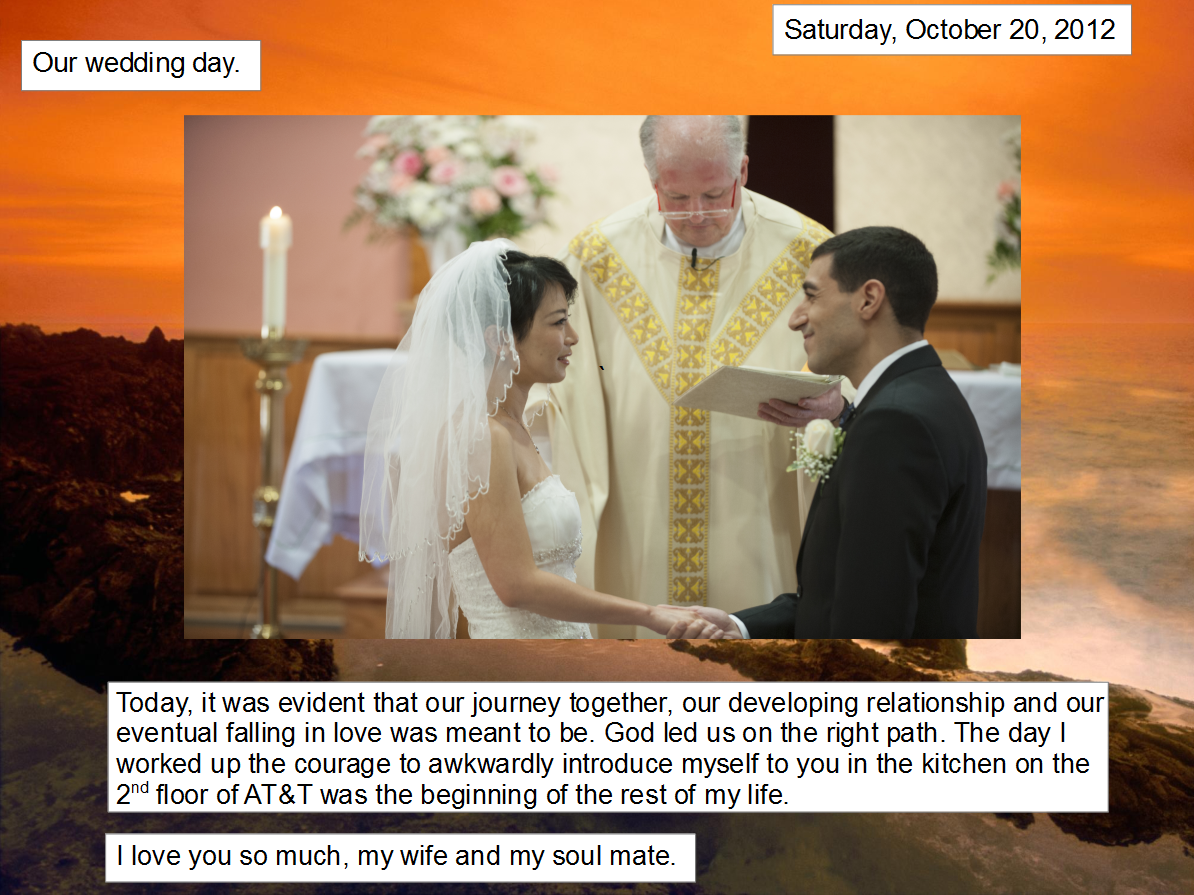 Saturday, October 20, 2012
Our wedding day.
Today, it was evident that our journey together, our developing relationship and our
eventual falling in love was meant to be. God led us on the right path. The day I
worked up the courage to awkwardly introduce myself to you in the kitchen on the
2nd floor of AT&T was the beginning of the rest of my life.
I love you so much, my wife and my soul mate.